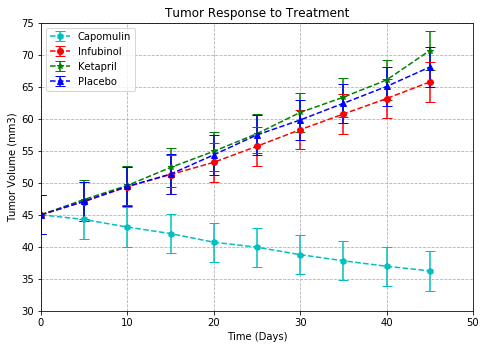 Tumor Response to Treatment
Capomulin
Infubinol
Ketapril
Placebo
75
70
65
60
55
50
45
40
35
30
Tumor Volume (mm3)
0 10 20 30 40 50
Time (Days)